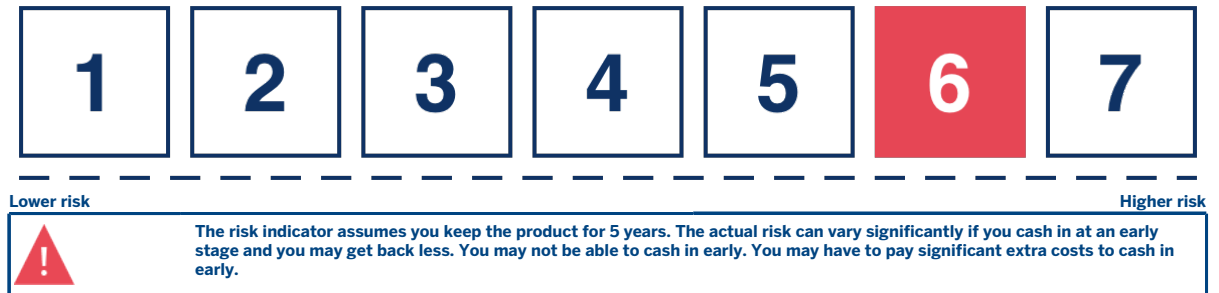 1 2 3 4 5 6 7
Lower risk Higher risk
!
The risk indicator assumes you keep the product for 5 years. The actual risk can vary significantly if you cash in at an early
stage and you may get back less. You may not be able to cash in early. You may have to pay significant extra costs to cash in
early.